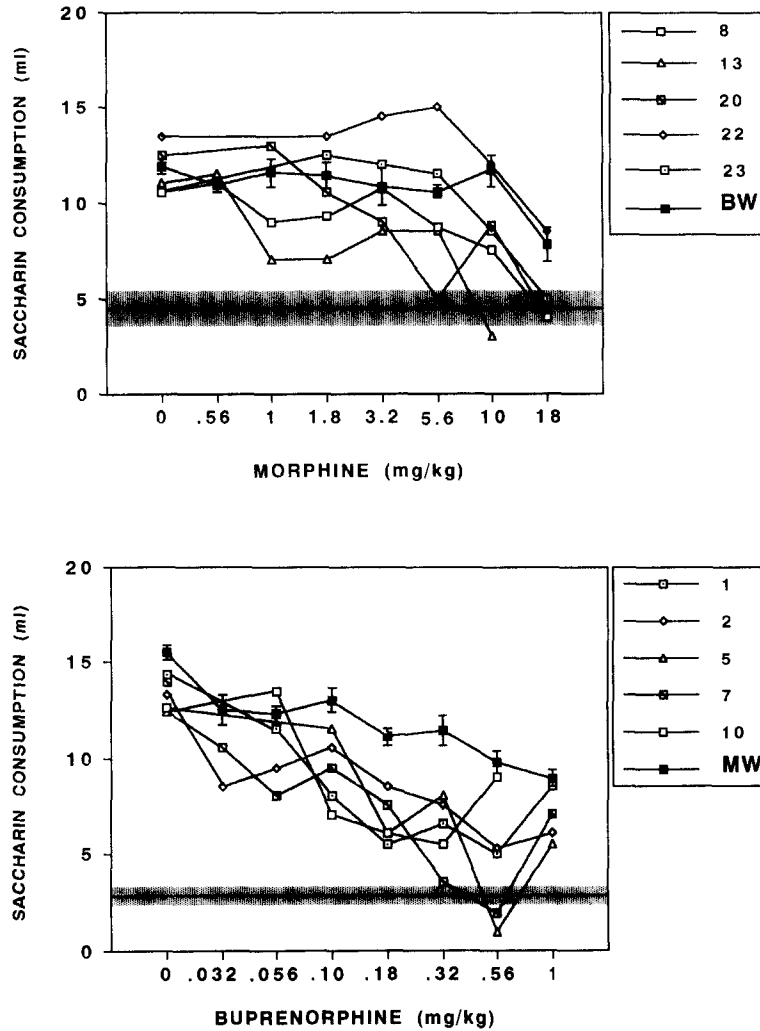 20
15
10
5
0
SACCHARIN CONSUMPTION (ml)
0 .56 1 1.8 3.2 5.6 10 18
MORPHINE (mg/kg)
8
13
20
22
23
BW
20
15
10
5
0
SACCHARIN CONSUMPTION (ml)
0 .032 .056 .10 .18 .32 .56 1
BUPRENORPHINE (mg/kg)
1
2
5
7
10
MW